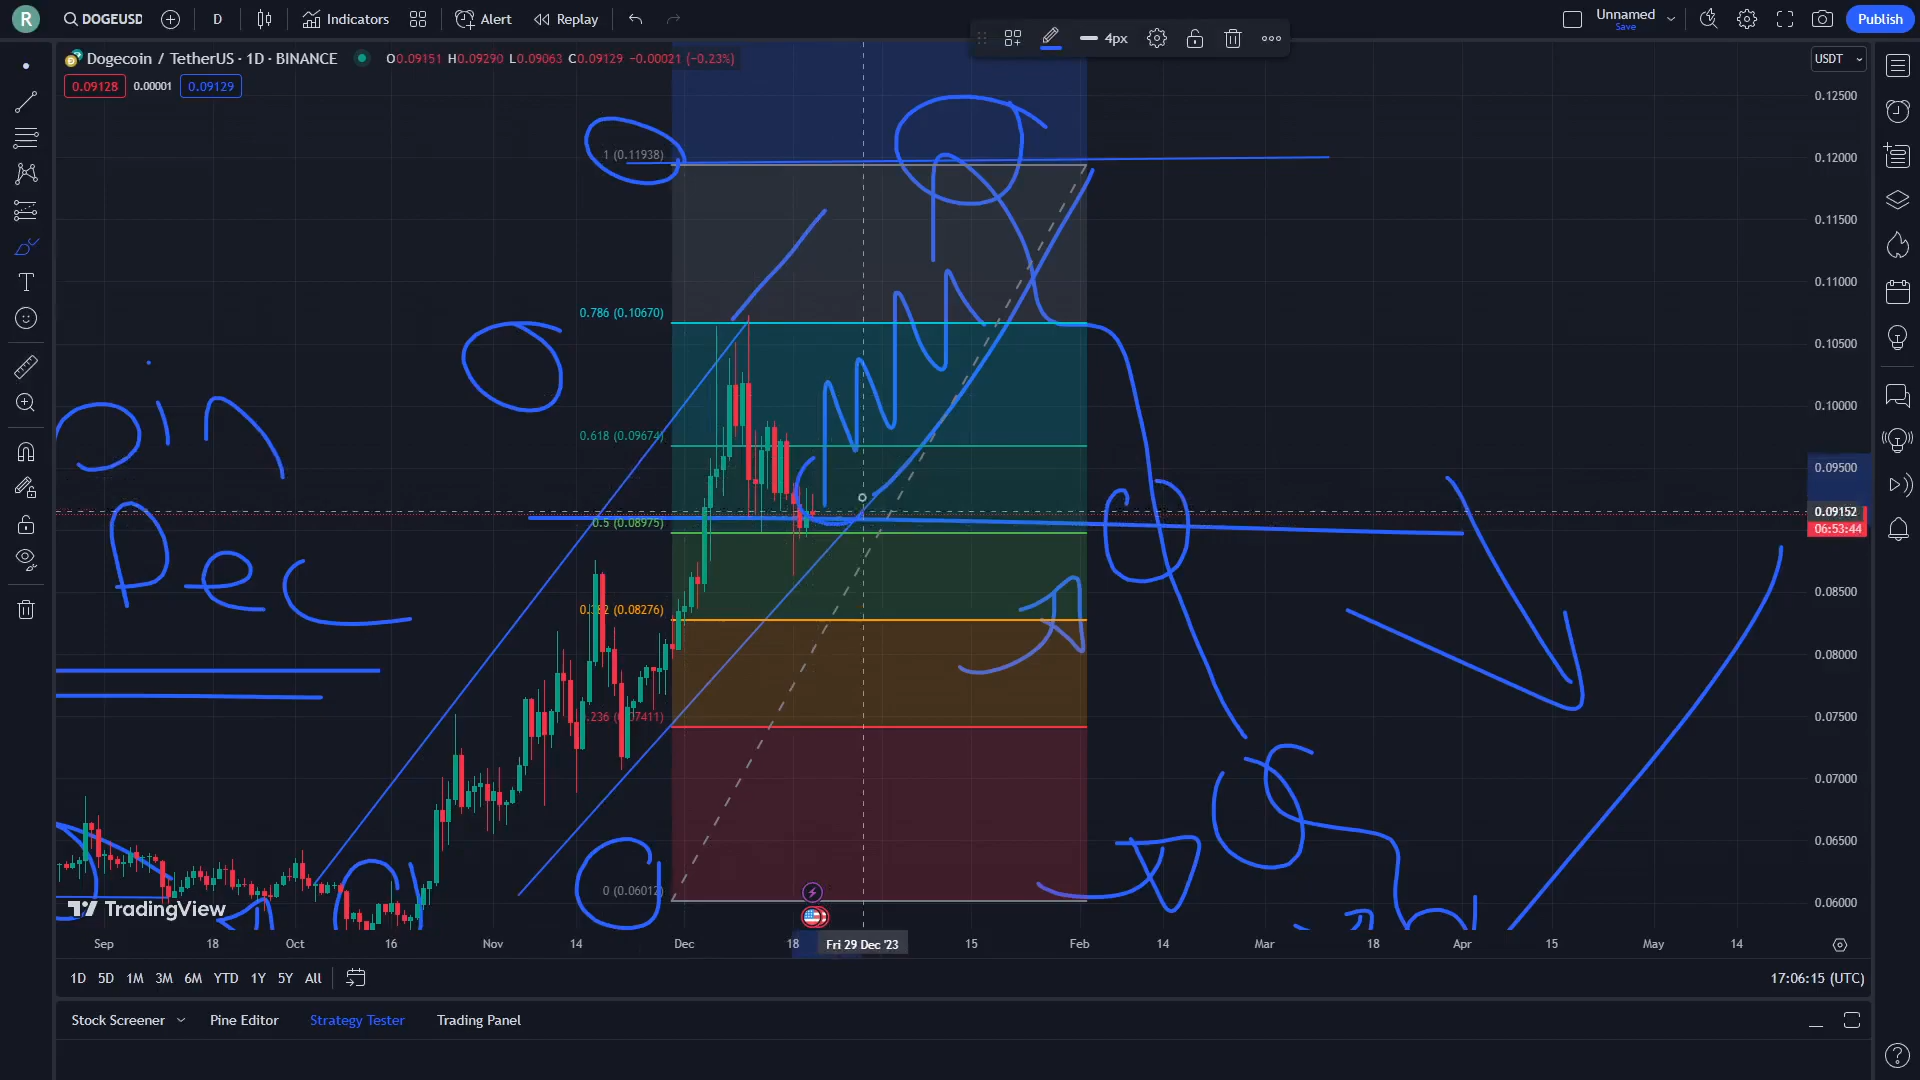 R
DOGEUSD
D
Indicators
Alert
Replay
Unnamed
Save
Publish
4px
Dogecoin / TetherUS · 1D · BINANCE
O0.09151 H0.09290 L0.09063 C0.09129 -0.00021 (-0.23%)
USDT
0.09128
0.00001
0.09129
0.12500
1 (0.11938)
0.12000
0.11500
0.11000
0.786 (0.10670)
0.10500
0.10000
0.618 (0.09674)
0.09500
0.09152
06:53:44
0.5 (0.08975)
Dec
0.08500
0.382 (0.08276)
0.08000
0.236 (0.07411)
0.07500
0.07000
0.06500
0 (0.06012)
0.06000
TradingView
Sep
18
Oct
16
Nov
14
Dec
18
Fri 29 Dec '23
15
Feb
14
Mar
18
Apr
15
May
14
1D
5D
1M
3M
6M
YTD
1Y
5Y
All
17:06:15 (UTC)
Stock Screener
Pine Editor
Strategy Tester
Trading Panel